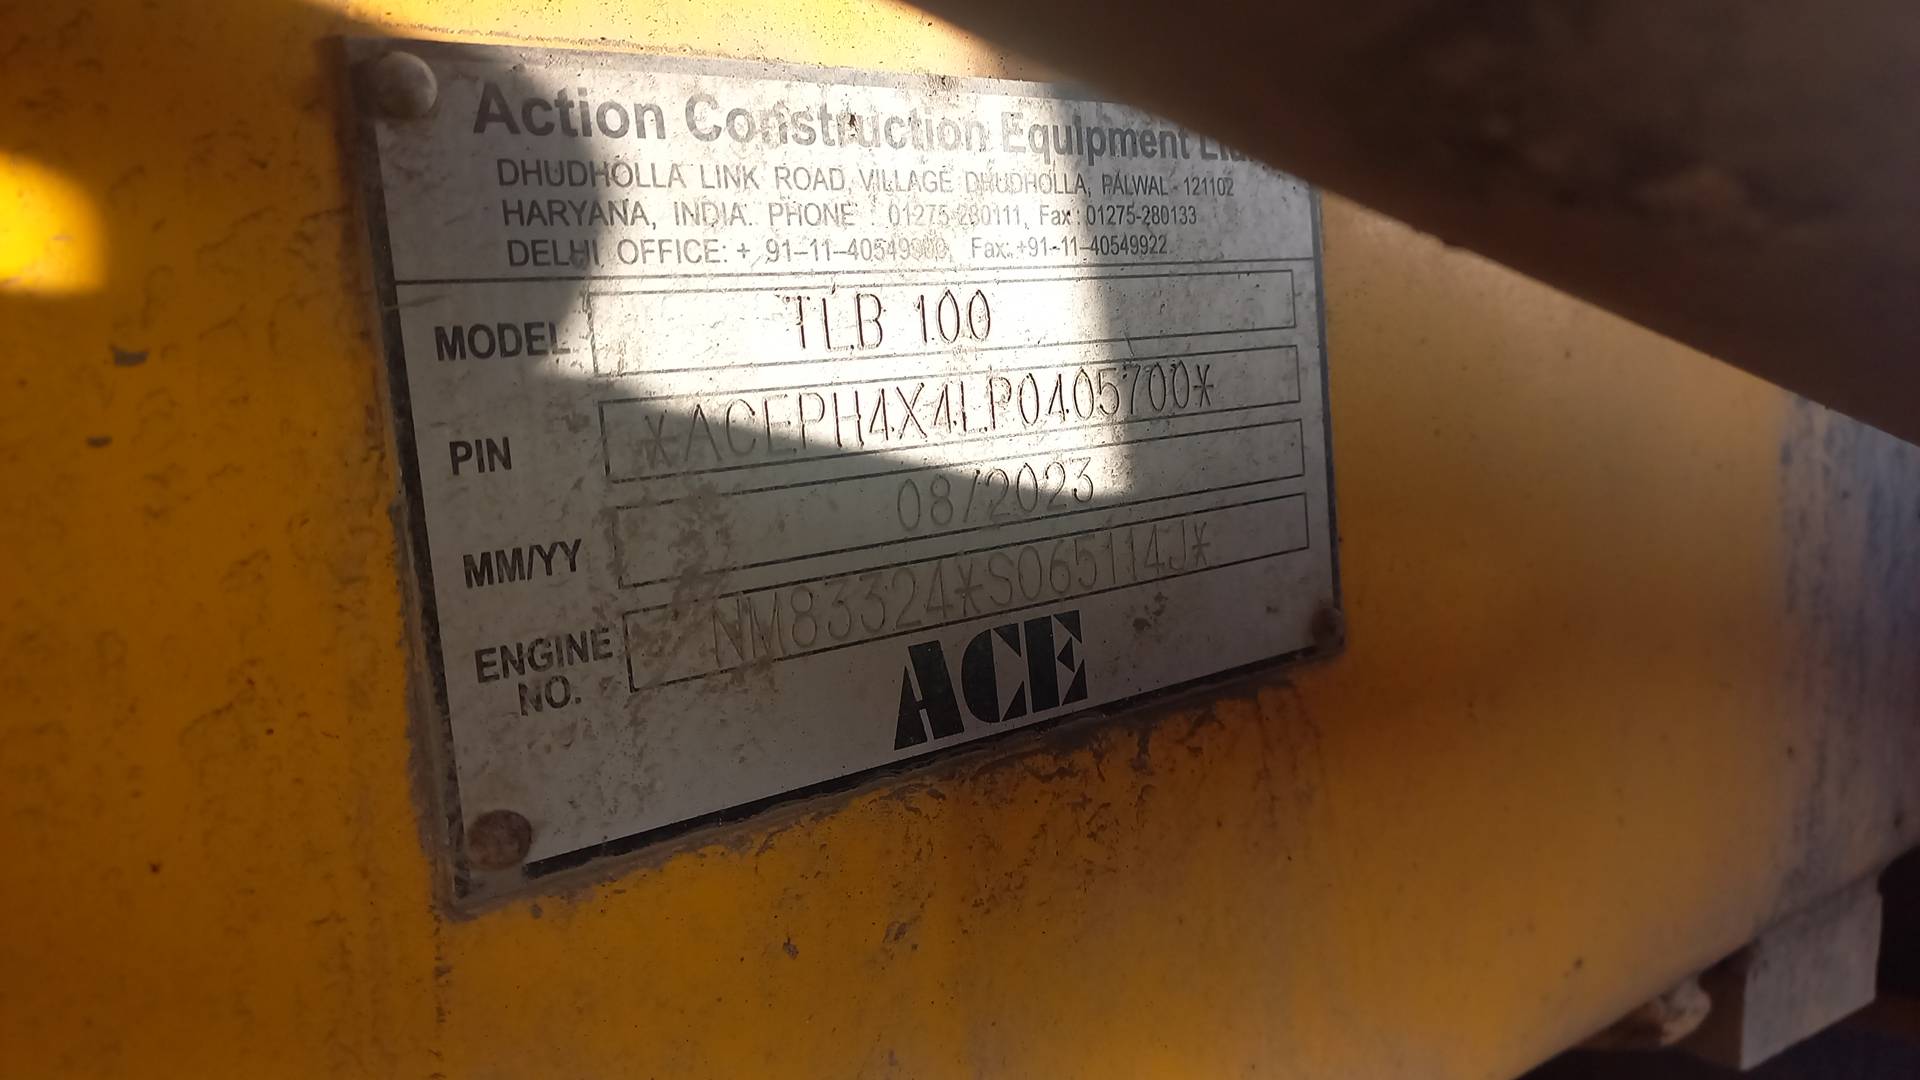 Action Construction Equipment Ltd.
DHUDHOLLA LINK ROAD, VILLAGE DHUDHOLLA, PALWAL - 121102
HARYANA, INDIA. PHONE : 01275-280111, Fax : 01275-280133
DELHI OFFICE: + 91-11-40549900, Fax: +91-11-40549922
MODEL TLB 100
PIN *ACEPH4X4LP0405700*
MM/YY 08/2023
ENGINE NO. NM83324*S065114J*
ACE